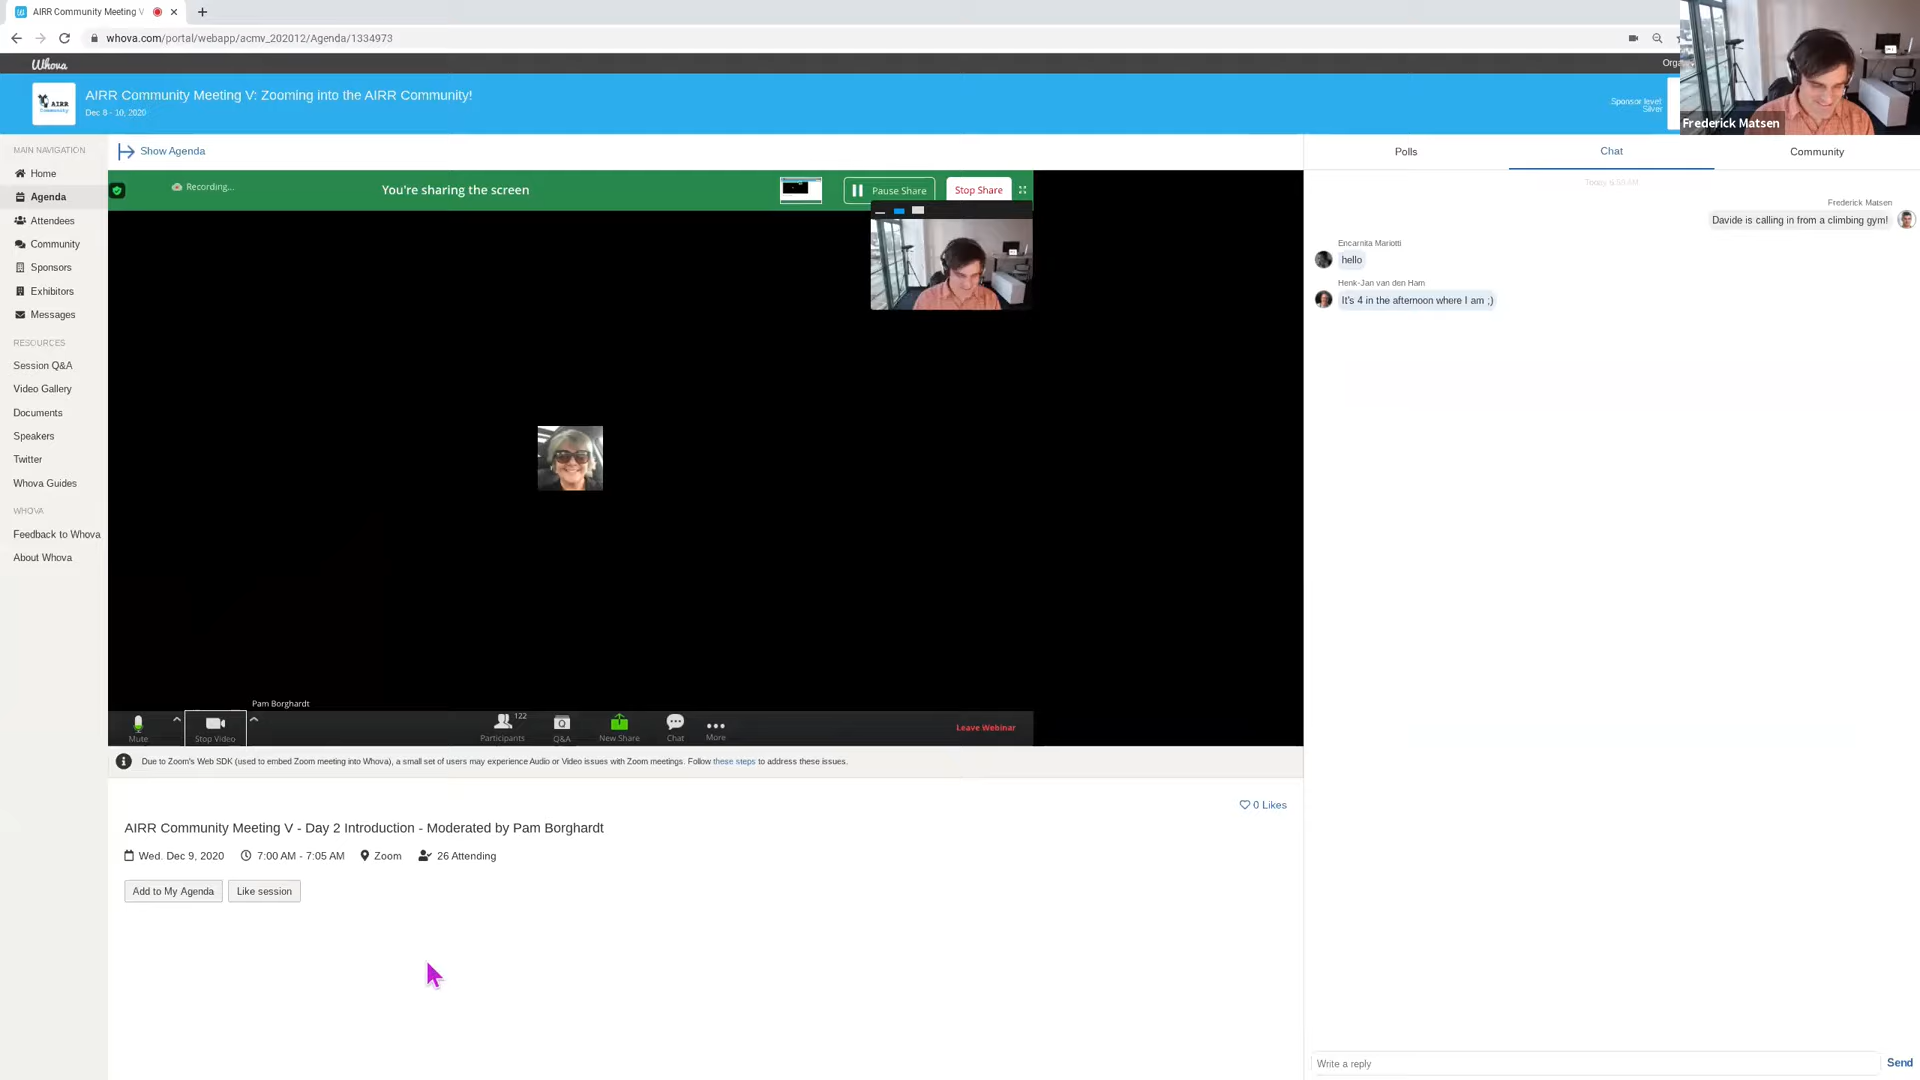 AIRR Community Meeting V
whova.com/portal/webapp/acmv_202012/Agenda/1334973
Whova
AIRR Community Meeting V: Zooming into the AIRR Community!
Dec 8 - 10, 2020
AIRR
Community
Sponsor level:
Silver
Frederick Matsen
MAIN NAVIGATION
Home
Agenda
Attendees
Community
Sponsors
Exhibitors
Messages
RESOURCES
Session Q&A
Video Gallery
Documents
Speakers
Twitter
Whova Guides
WHOVA
Feedback to Whova
About Whova
Show Agenda
Recording...
You're sharing the screen
Pause Share
Stop Share
Pam Borghardt
Mute
Stop Video
Participants
122
Q&A
New Share
Chat
More
Leave Webinar
Due to Zoom's Web SDK (used to embed Zoom meeting into Whova), a small set of users may experience Audio or Video issues with Zoom meetings. Follow these steps to address these issues.
0 Likes
AIRR Community Meeting V - Day 2 Introduction - Moderated by Pam Borghardt
Wed. Dec 9, 2020 7:00 AM - 7:05 AM Zoom 26 Attending
Add to My Agenda Like session
Polls Chat Community
Frederick Matsen
Davide is calling in from a climbing gym!
Encarnita Mariotti
hello
Henk-Jan van den Ham
It's 4 in the afternoon where I am ;)
Write a reply
Send